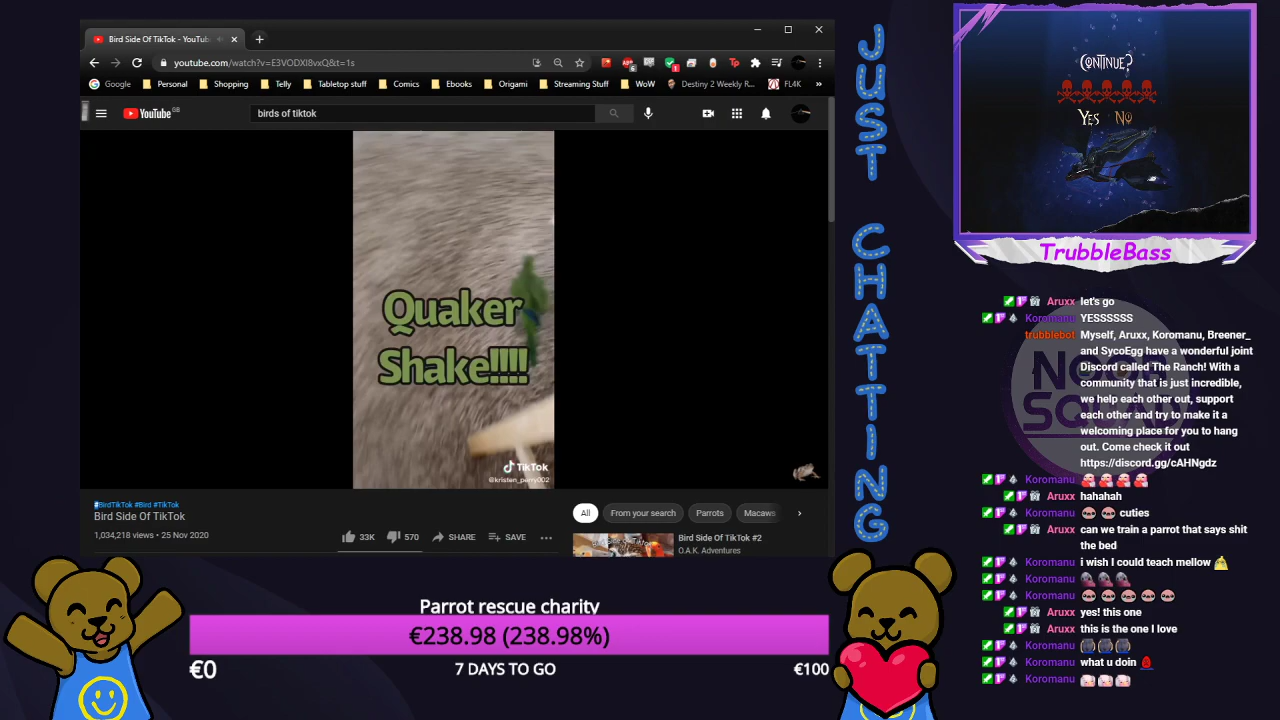 Bird Side Of TikTok - YouTub
youtube.com/watch?v=E3VODXI8vxQ&t=1s
Google Personal Shopping Telly Tabletop stuff Comics Ebooks Origami Streaming Stuff WoW Destiny 2 Weekly R... FL4K »
YouTube GB
birds of tiktok
Quaker
Shake!!!!
TikTok
@kristen_perry002
#BirdTikTok #Bird #TikTok
Bird Side Of TikTok
1,034,218 views • 25 Nov 2020
33K 570 SHARE SAVE
All From your search Parrots Macaws
Bird Side Of TikTok #2
O.A.K. Adventures
JUST CHATTING
CONTINUE?
YES NO
TrubbleBass
Aruxx let's go
Koromanu YESSSSSS
trubblebot Myself, Aruxx, Koromanu, Breener_
and SycoEgg have a wonderful joint
Discord called The Ranch! With a
community that is just incredible,
we help each other out, support
each other and try to make it a
welcoming place for you to hang
out. Come check it out
https://discord.gg/cAHNgdz
NOOB
SQUAD
Koromanu
Aruxx hahahah
Koromanu cuties
Aruxx can we train a parrot that says shit
the bed
Koromanu i wish I could teach mellow
Koromanu
Koromanu
Aruxx yes! this one
Aruxx this is the one I love
Koromanu
Koromanu what u doin
Koromanu
Parrot rescue charity
€238.98 (238.98%)
€0 7 DAYS TO GO €100